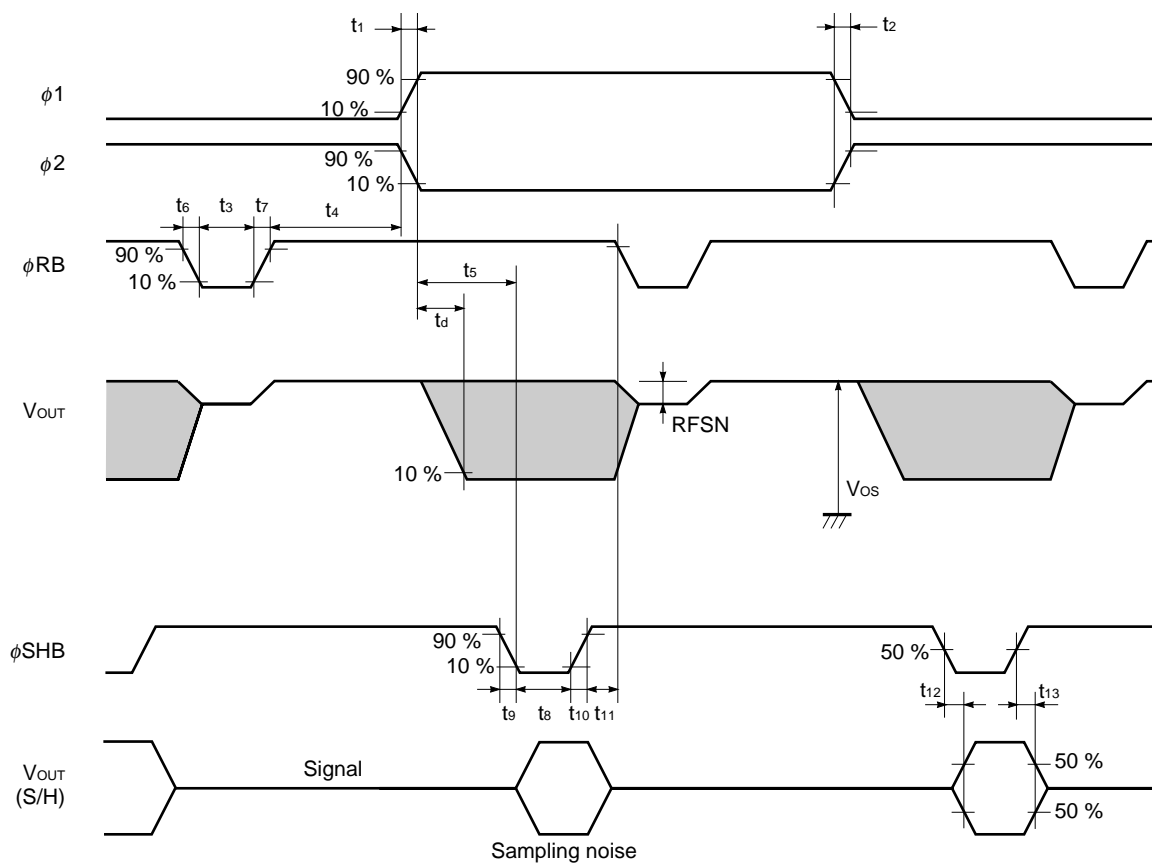 t1
t2
90 %
ϕ1
10 %
90 %
ϕ2
10 %
t6 t3 t7 t4
90 %
ϕRB
10 %
t5
td
VOUT
RFSN
10 %
VOS
90 %
ϕSHB
50 %
10 %
t9 t8 t10 t11
t12 t13
VOUT
(S/H)
Signal
50 %
50 %
Sampling noise